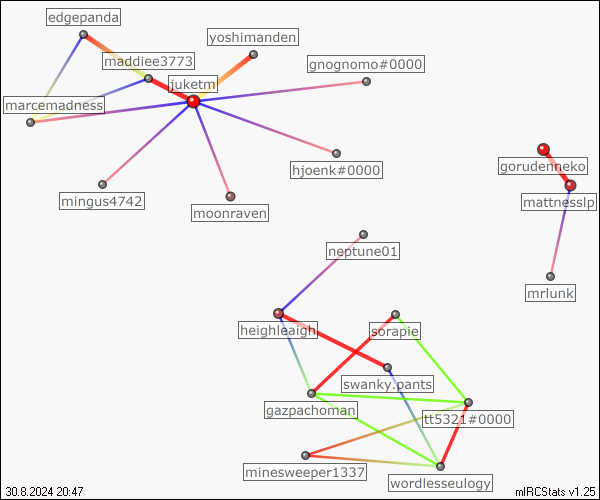 edgepanda
yoshimanden
maddiee3773
gnognomo#0000
juketm
marcemadness
gorudenneko
hjoenk#0000
mingus4742
mattnesslp
moonraven
neptune01
mrlunk
heighleaigh
sorapie
swanky.pants
gazpachoman
tt5321#0000
minesweeper1337
wordlesseulogy
30.8.2024 20:47
mIRCStats v1.25